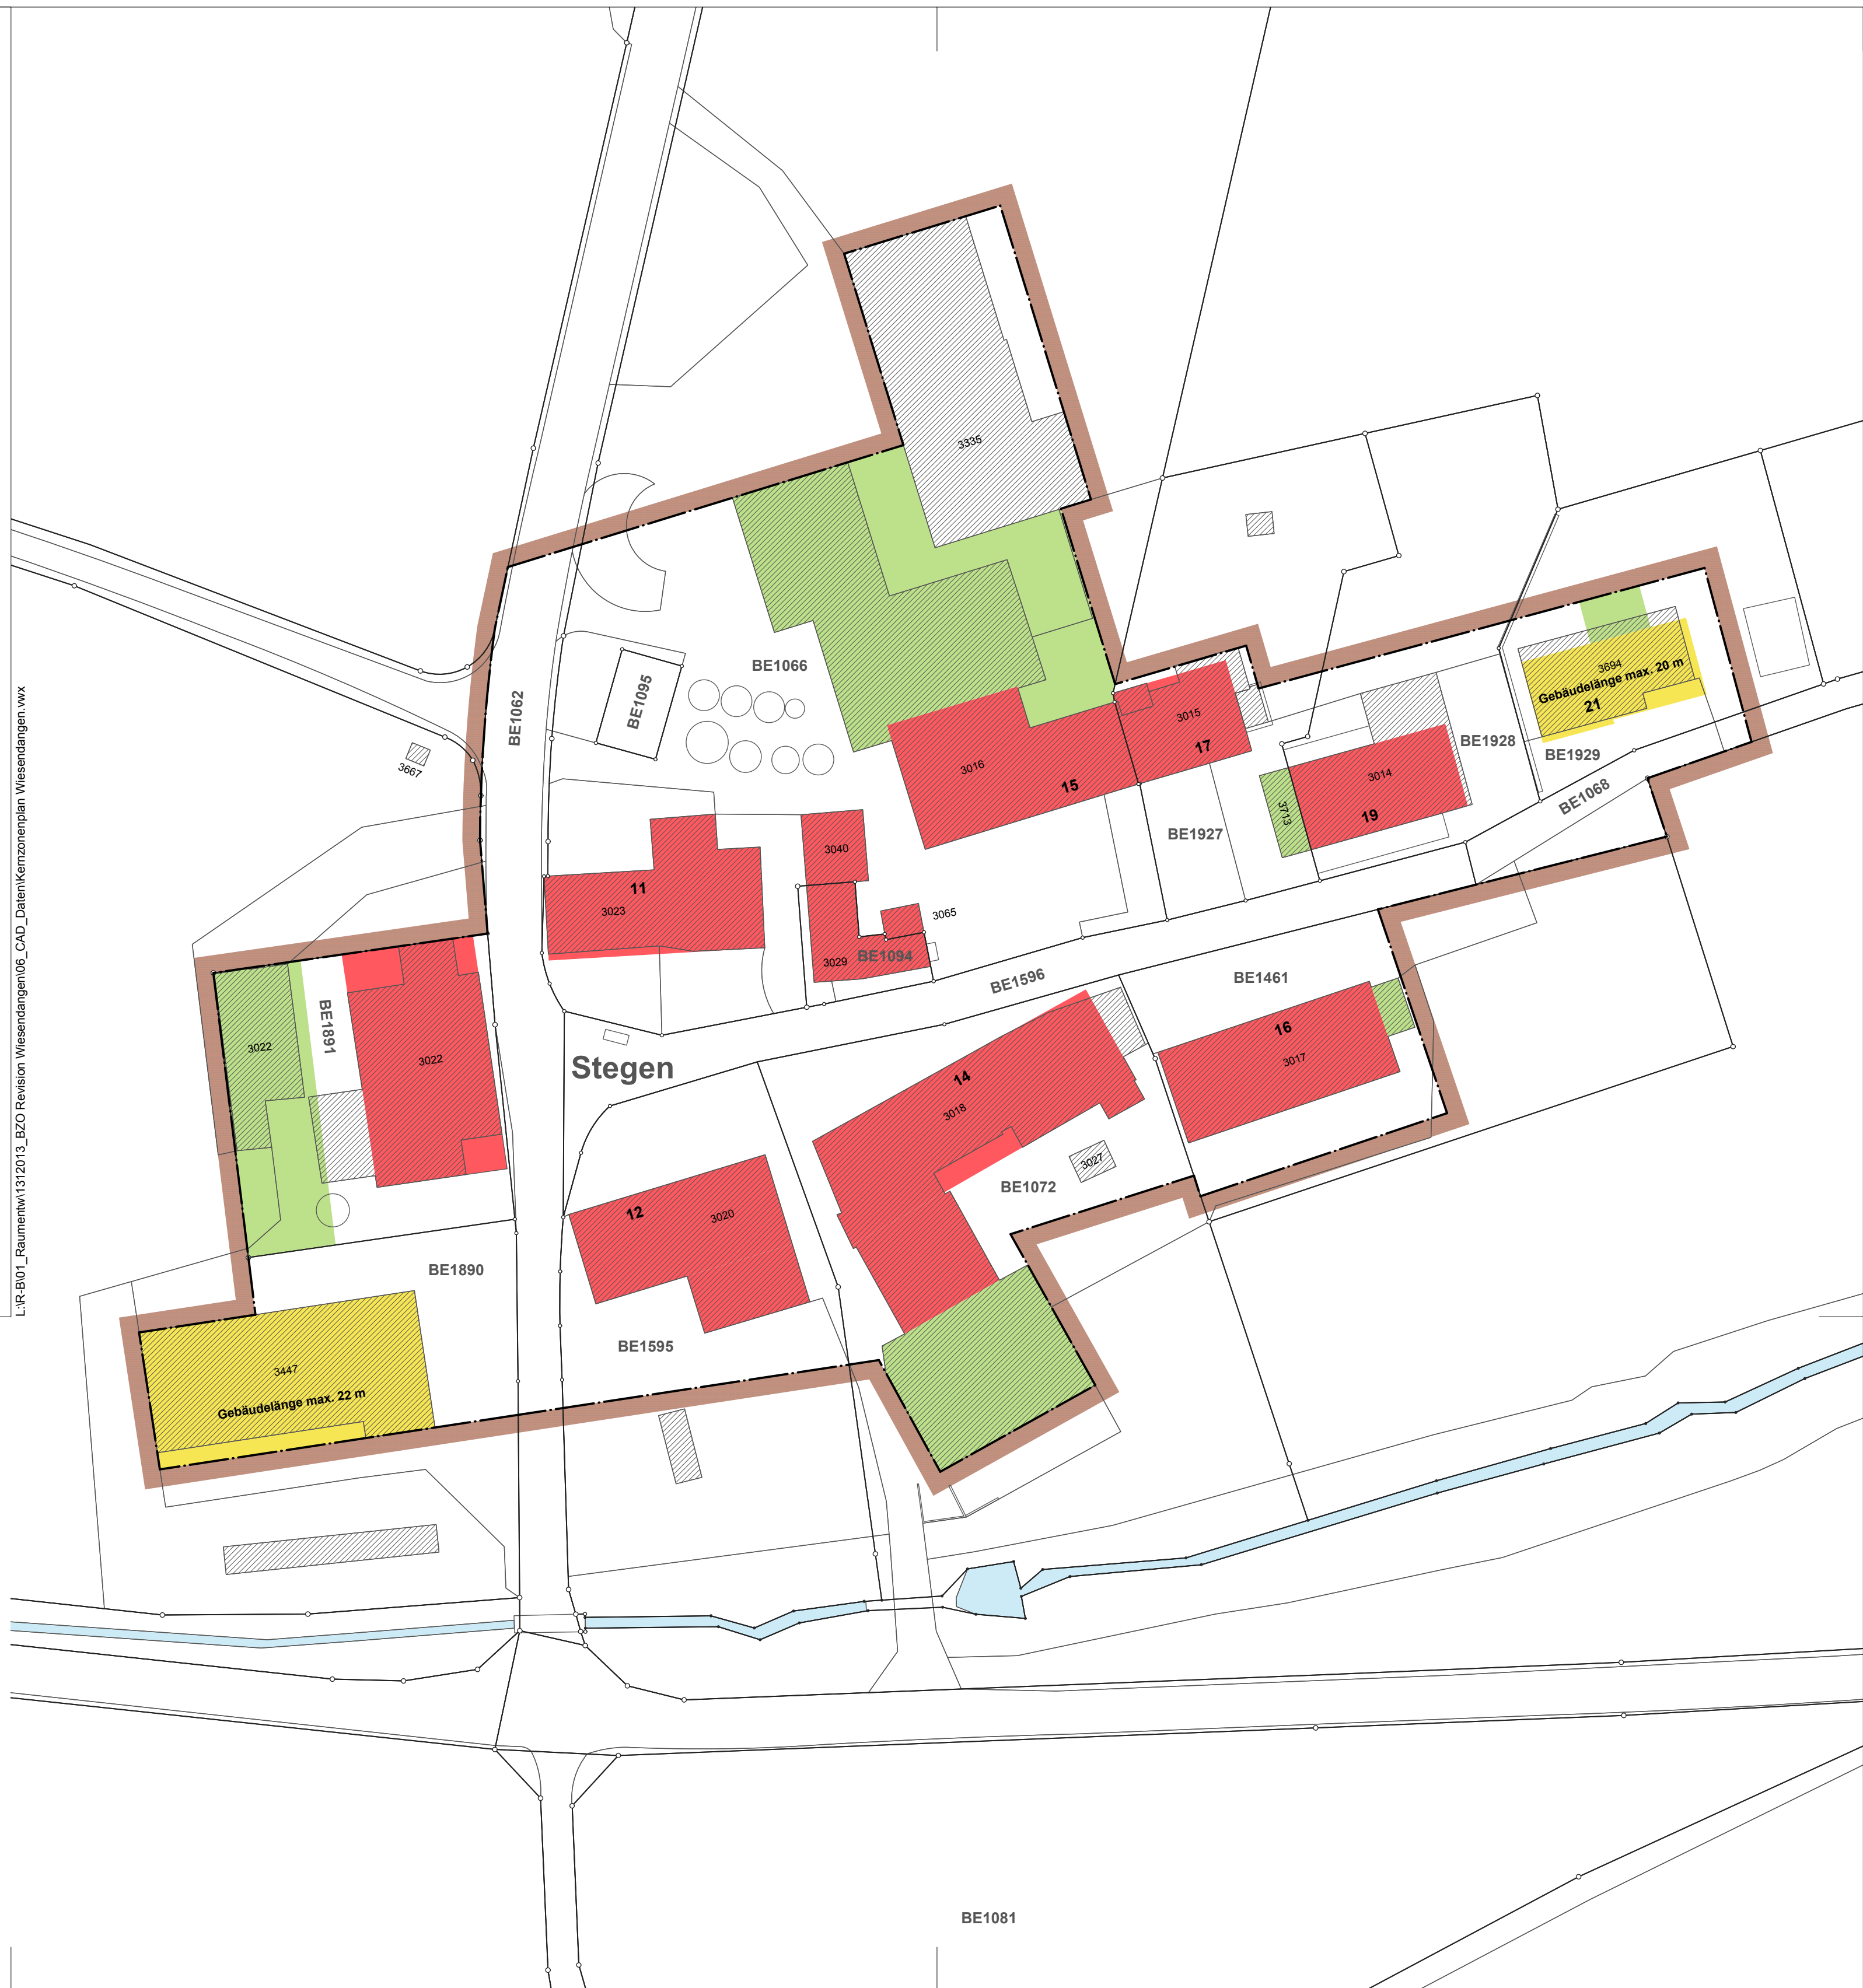 L:\R-B\01_Raumentw\1312013_BZO Revision Wiesendangen\06_CAD_Daten\Kernzonenplan Wiesendangen.vwx
3335
BE1066
BE1095
BE1062
3667
3694
Gebäudelänge max. 20 m
21
3015
17
3016
15
BE1928
BE1929
3014
19
3713
BE1068
BE1927
3040
11
3023
3065
3029
BE1094
BE1596
BE1461
BE1891
3022
3022
Stegen
16
3017
14
3018
3027
BE1072
12
3020
BE1890
BE1595
3447
Gebäudelänge max. 22 m
BE1081